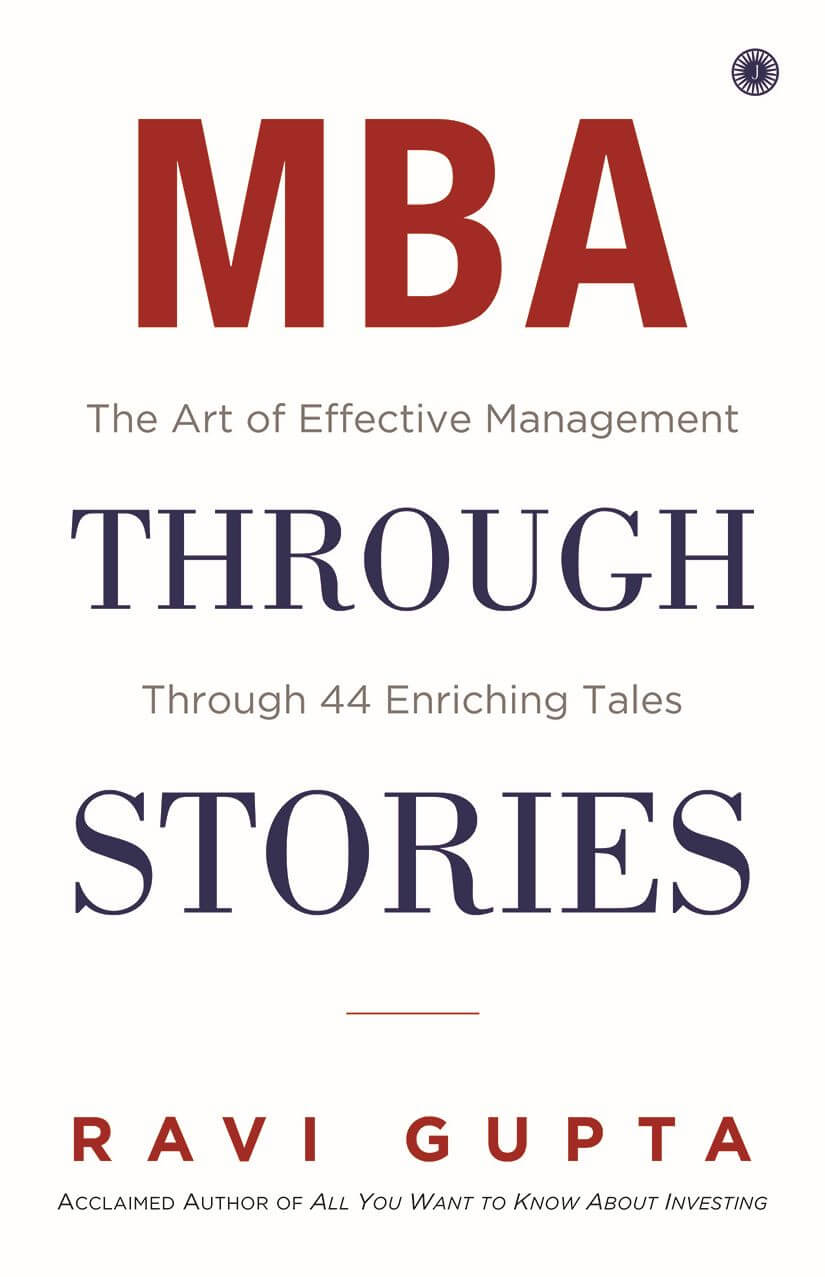 J
MBA
The Art of Effective Management
THROUGH
Through 44 Enriching Tales
STORIES
RAVI GUPTA
ACCLAIMED AUTHOR OF ALL YOU WANT TO KNOW ABOUT INVESTING